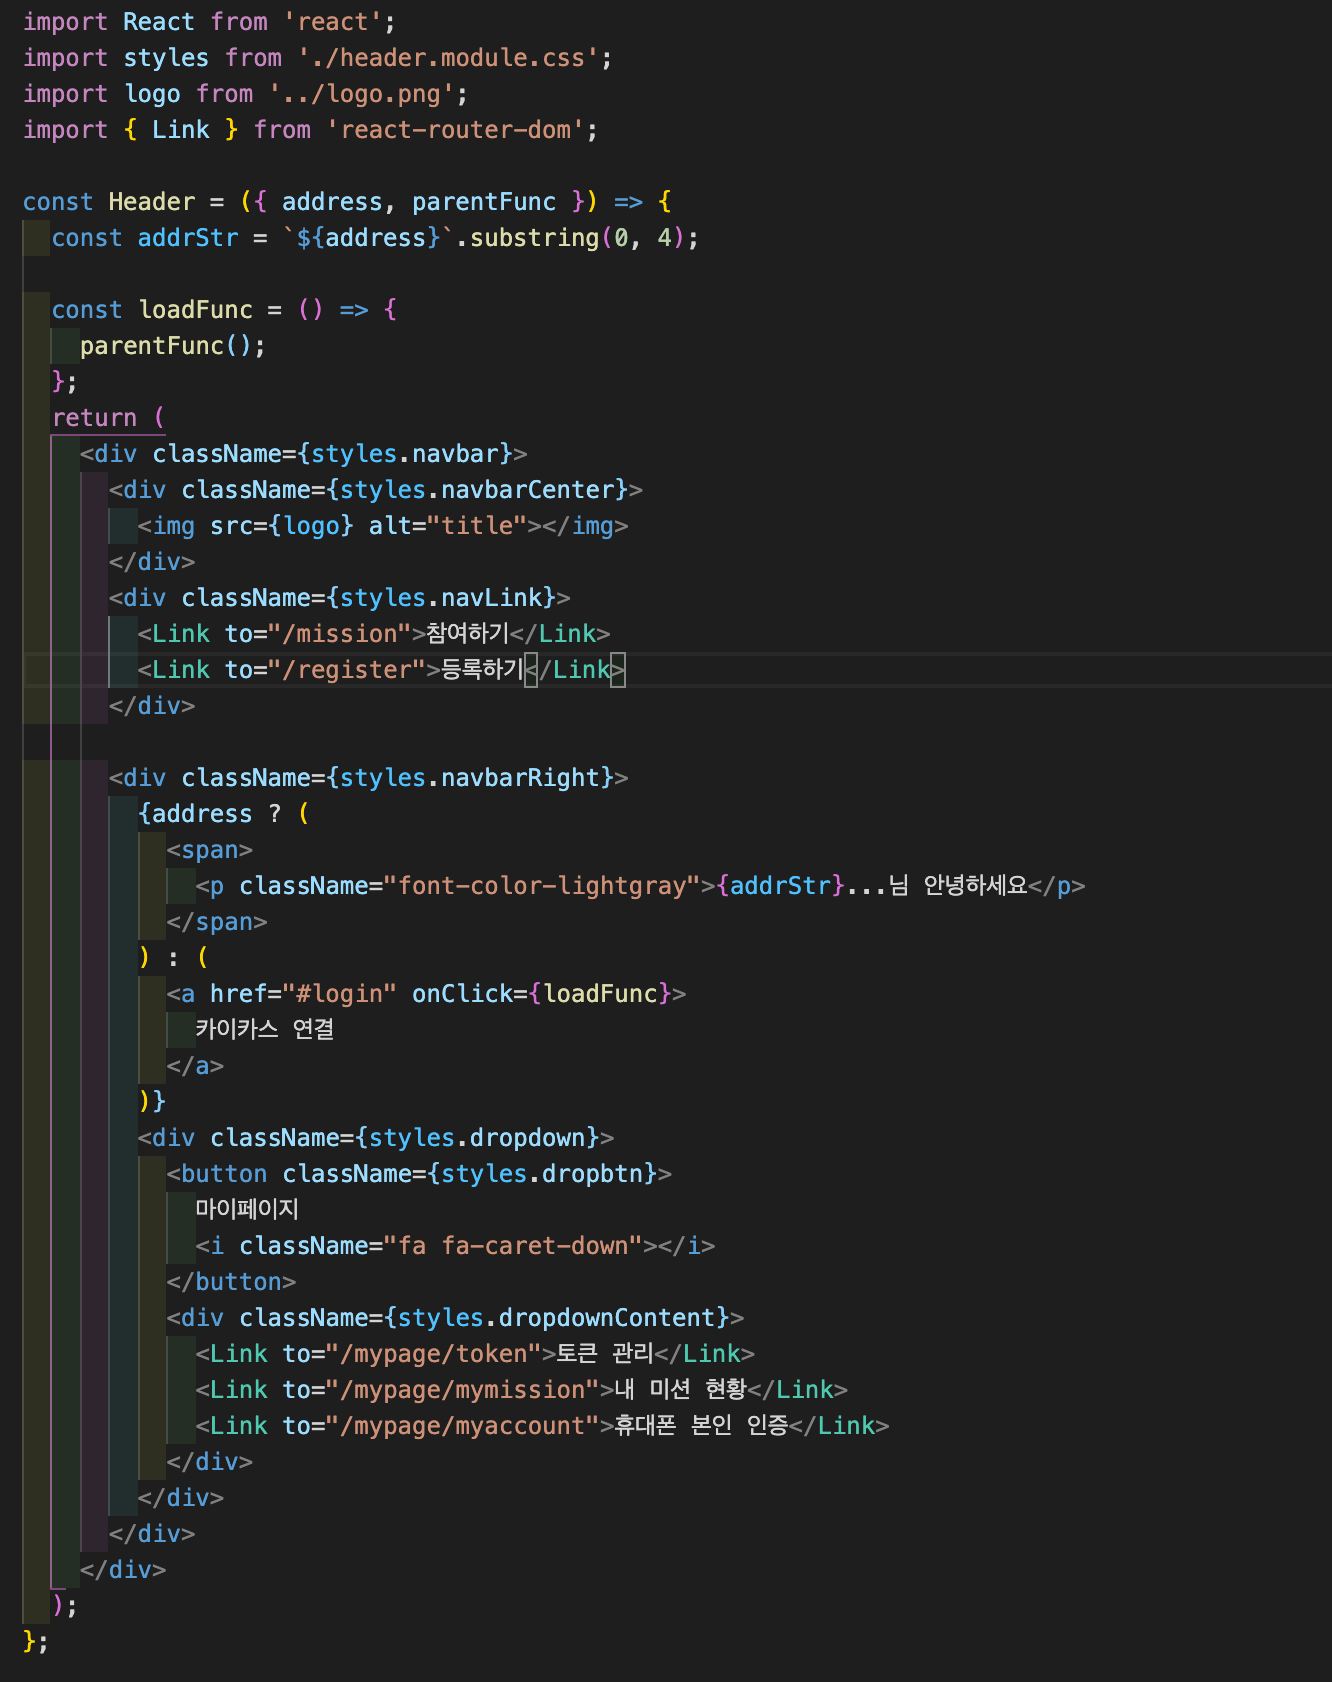 import React from 'react';
import styles from './header.module.css';
import logo from '../logo.png';
import { Link } from 'react-router-dom';

const Header = ({ address, parentFunc }) => {
  const addrStr = `${address}`.substring(0, 4);

  const loadFunc = () => {
    parentFunc();
  };
  return (
    <div className={styles.navbar}>
      <div className={styles.navbarCenter}>
        <img src={logo} alt="title"></img>
      </div>
      <div className={styles.navLink}>
        <Link to="/mission">참여하기</Link>
        <Link to="/register">등록하기</Link>
      </div>

      <div className={styles.navbarRight}>
        {address ? (
          <span>
            <p className="font-color-lightgray">{addrStr}...님 안녕하세요</p>
          </span>
        ) : (
          <a href="#login" onClick={loadFunc}>
            카이카스 연결
          </a>
        )}
        <div className={styles.dropdown}>
          <button className={styles.dropbtn}>
            마이페이지
            <i className="fa fa-caret-down"></i>
          </button>
          <div className={styles.dropdownContent}>
            <Link to="/mypage/token">토큰 관리</Link>
            <Link to="/mypage/mymission">내 미션 현황</Link>
            <Link to="/mypage/myaccount">휴대폰 본인 인증</Link>
          </div>
        </div>
      </div>
    </div>
  );
};